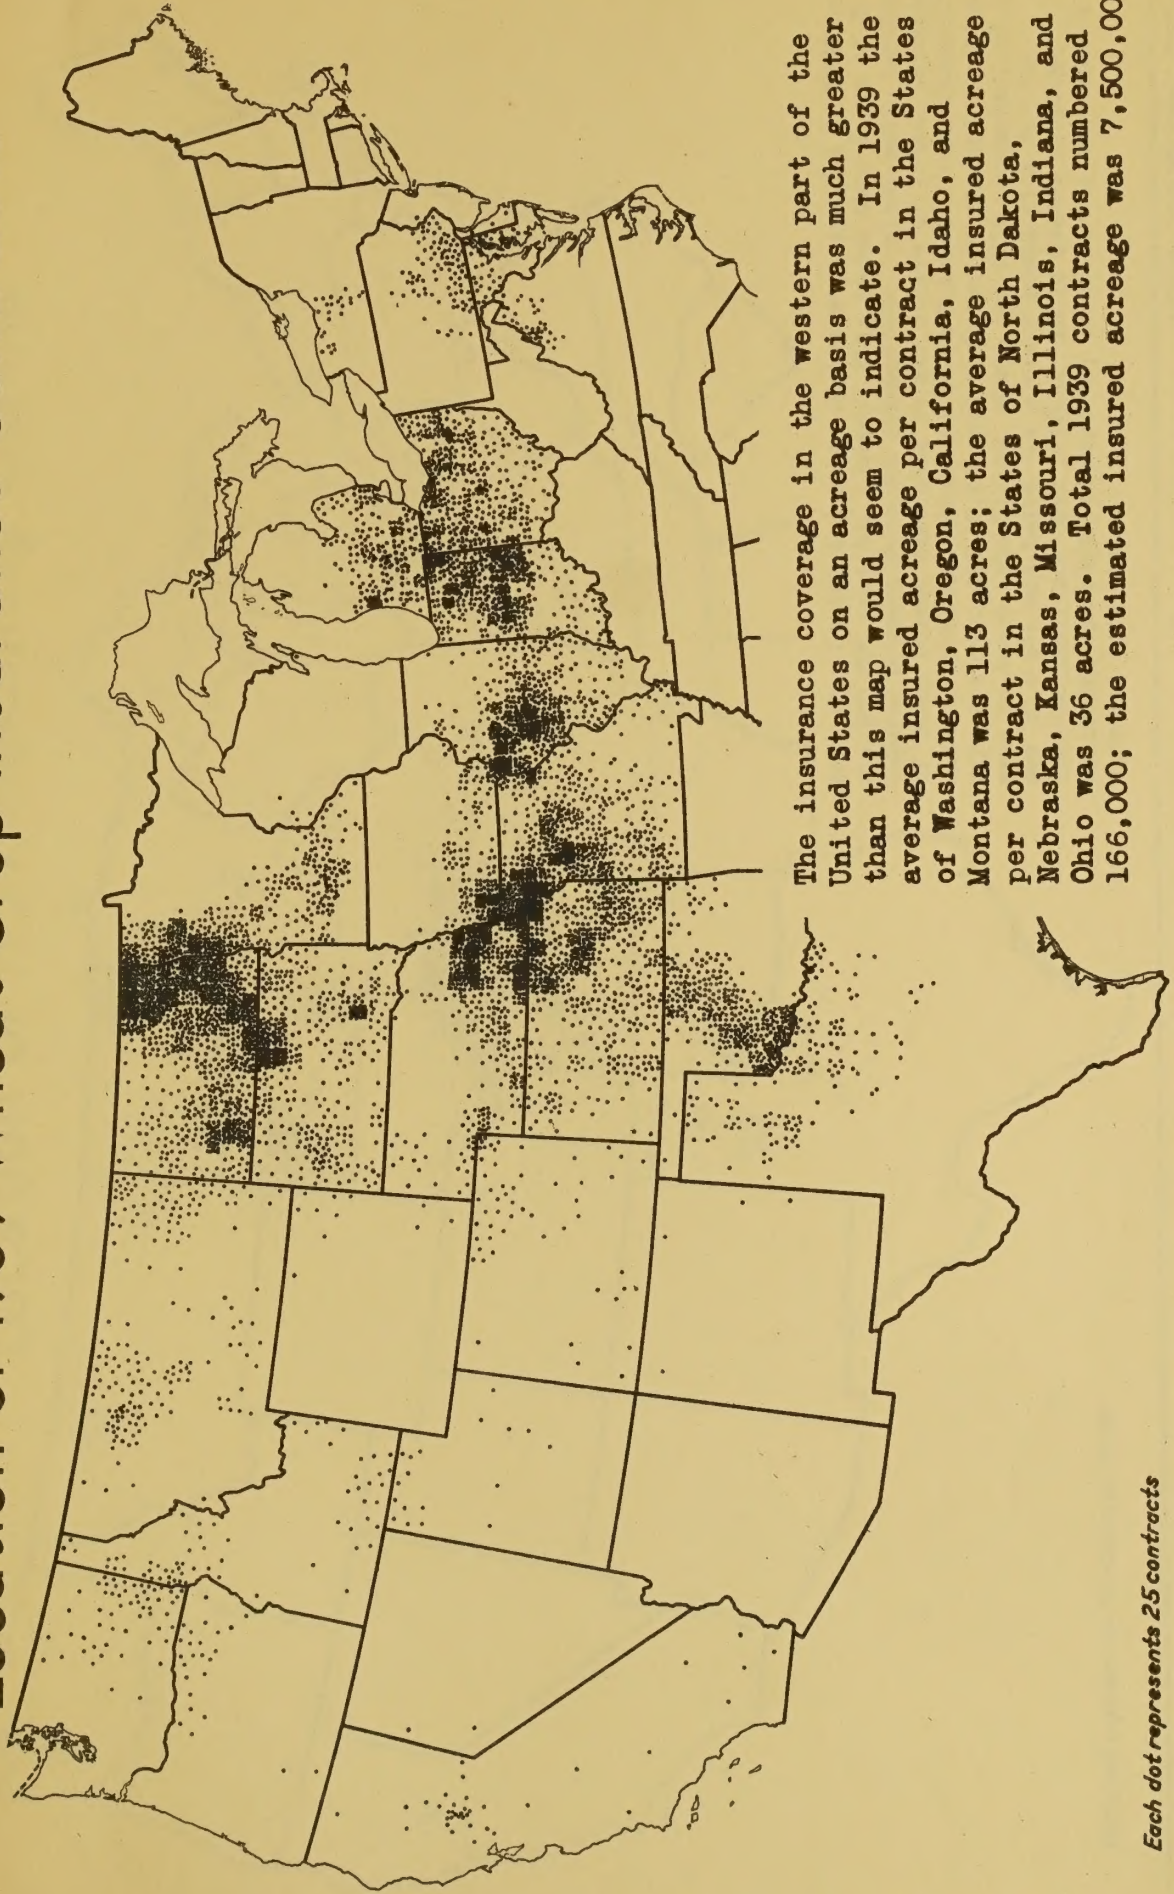 The insurance coverage in the western part of the
United States on an acreage basis was much greater
than this map would seem to indicate. In 1939 the
average insured acreage per contract in the States
of Washington, Oregon, California, Idaho, and
Montana was 113 acres; the average insured acreage
per contract in the States of North Dakota,
Nebraska, Kansas, Missouri, Illinois, Indiana, and
Ohio was 36 acres. Total 1939 contracts numbered
166,000; the estimated insured acreage was 7,500,00
Each dot represents 25 contracts